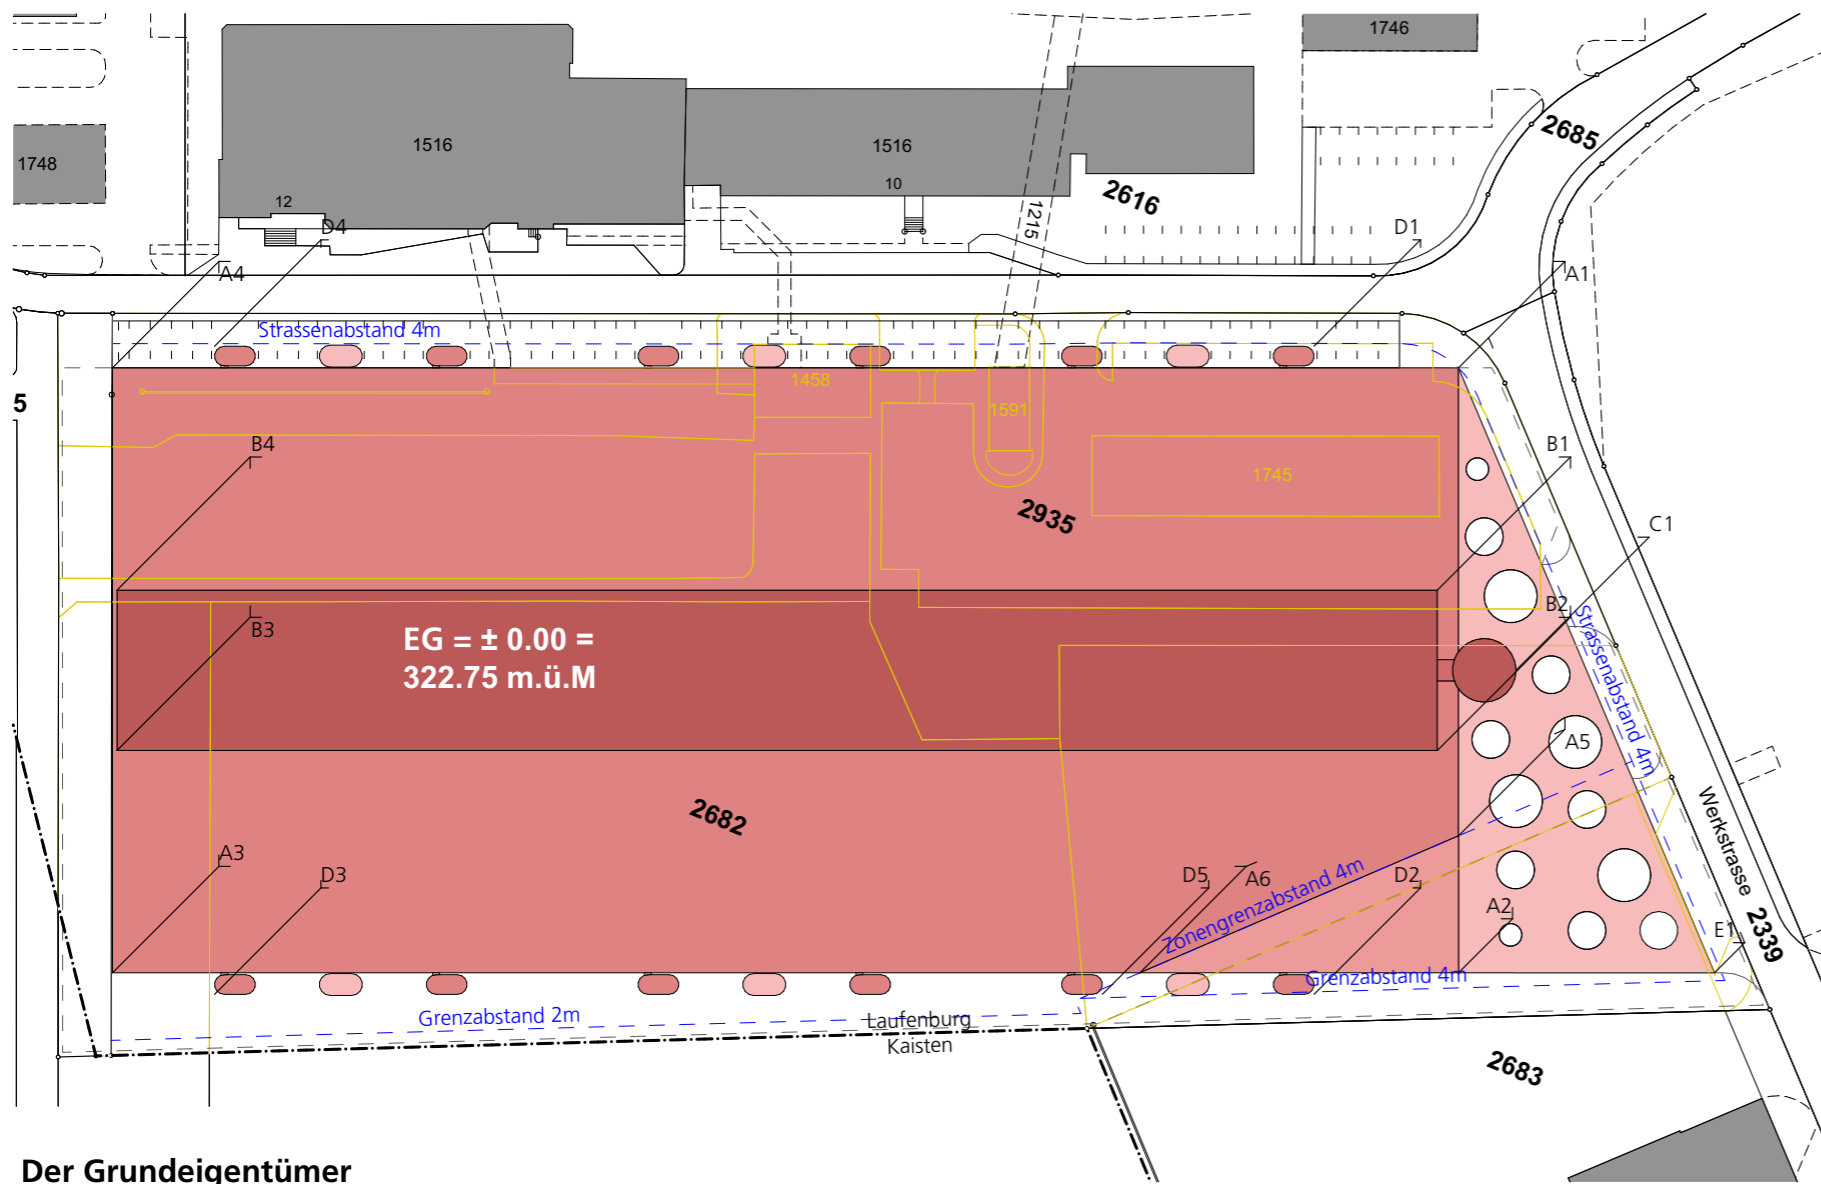 1746
2685
1748
1516
1516
12
10
2616
1215
D4
D1
A4
A1
Strassenabstand 4m
1458
5
1591
B4
B1
1745
2935
C1
B2
B3
EG = ± 0.00 =
322.75 m.ü.M
Strassenabstand 4m
A5
2682
Werkstrasse
2339
A3
D3
D5
A6
D2
Zonengrenzabstand 4m
A2
E1
Grenzabstand 4m
Grenzabstand 2m
Laufenburg
Kaisten
2683
Der Grundeigentümer